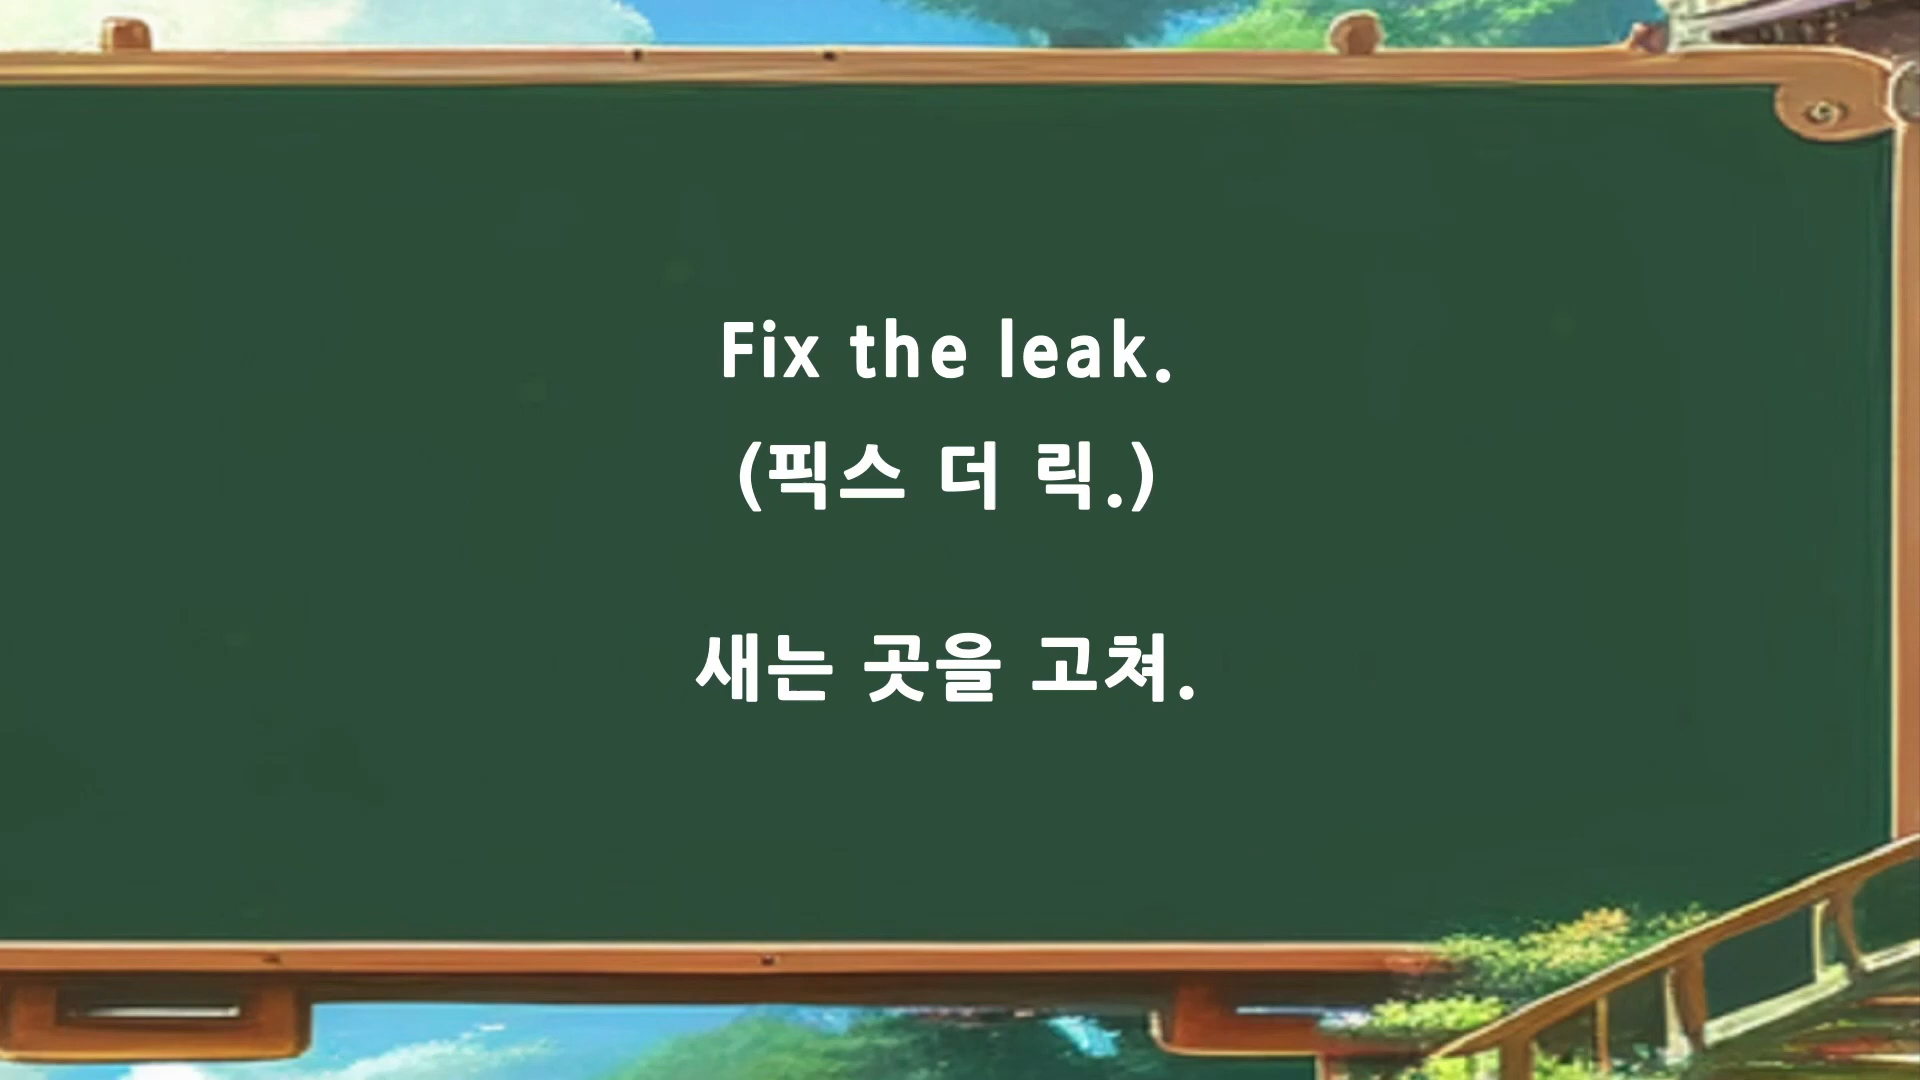 Fix the leak.
(픽스 더 릭.)
새는 곳을 고쳐.